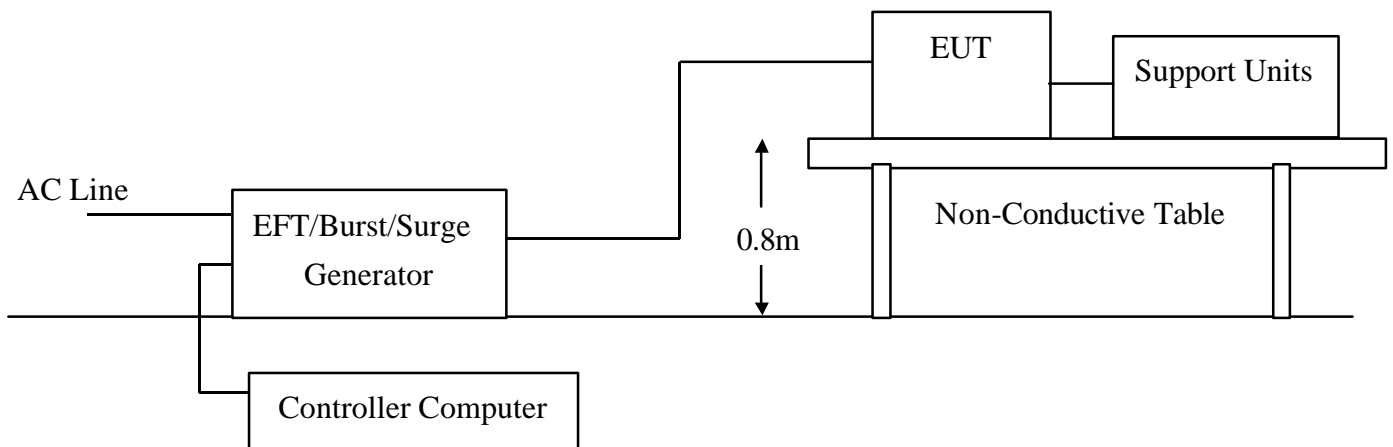 EUT
Support Units
AC Line
EFT/Burst/Surge
Generator
Non-Conductive Table
0.8m
Controller Computer